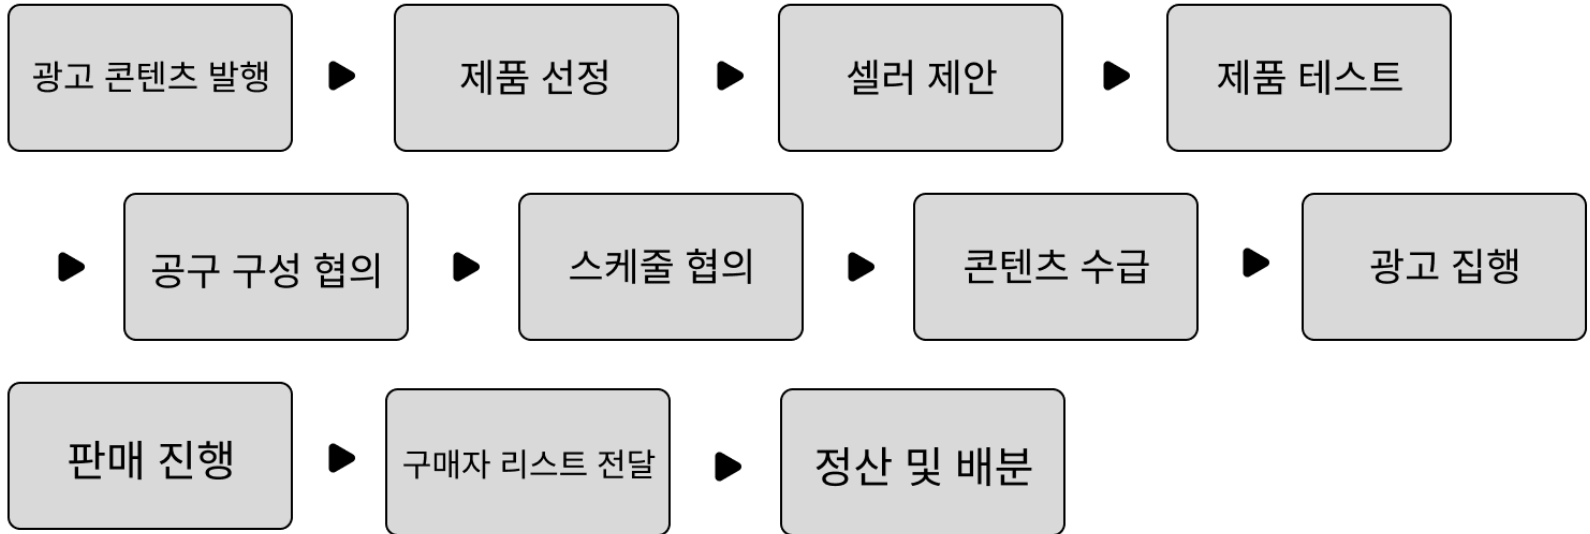 광고 콘텐츠 발행
제품 선정
셀러 제안
제품 테스트
공구 구성 협의
스케줄 협의
콘텐츠 수급
광고 집행
판매 진행
구매자 리스트 전달
정산 및 배분